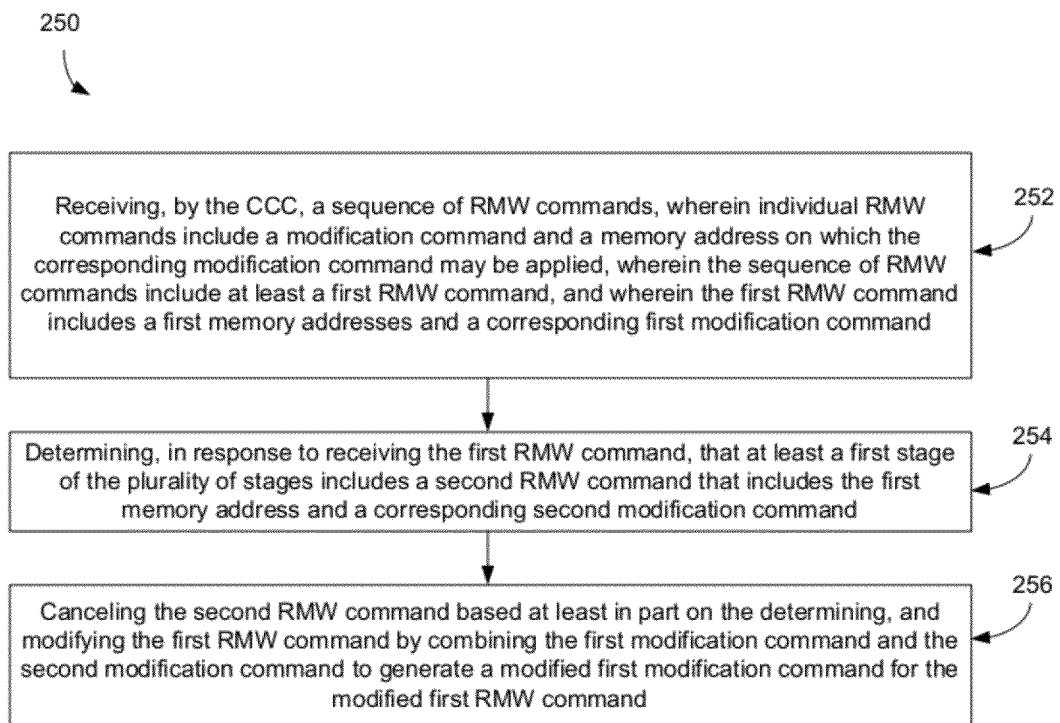 250
Receiving, by the CCC, a sequence of RMW commands, wherein individual RMW
commands include a modification command and a memory address on which the
corresponding modification command may be applied, wherein the sequence of RMW
commands include at least a first RMW command, and wherein the first RMW command
includes a first memory addresses and a corresponding first modification command
252
Determining, in response to receiving the first RMW command, that at least a first stage
of the plurality of stages includes a second RMW command that includes the first
memory address and a corresponding second modification command
254
Canceling the second RMW command based at least in part on the determining, and
modifying the first RMW command by combining the first modification command and the
second modification command to generate a modified first modification command for the
modified first RMW command
256